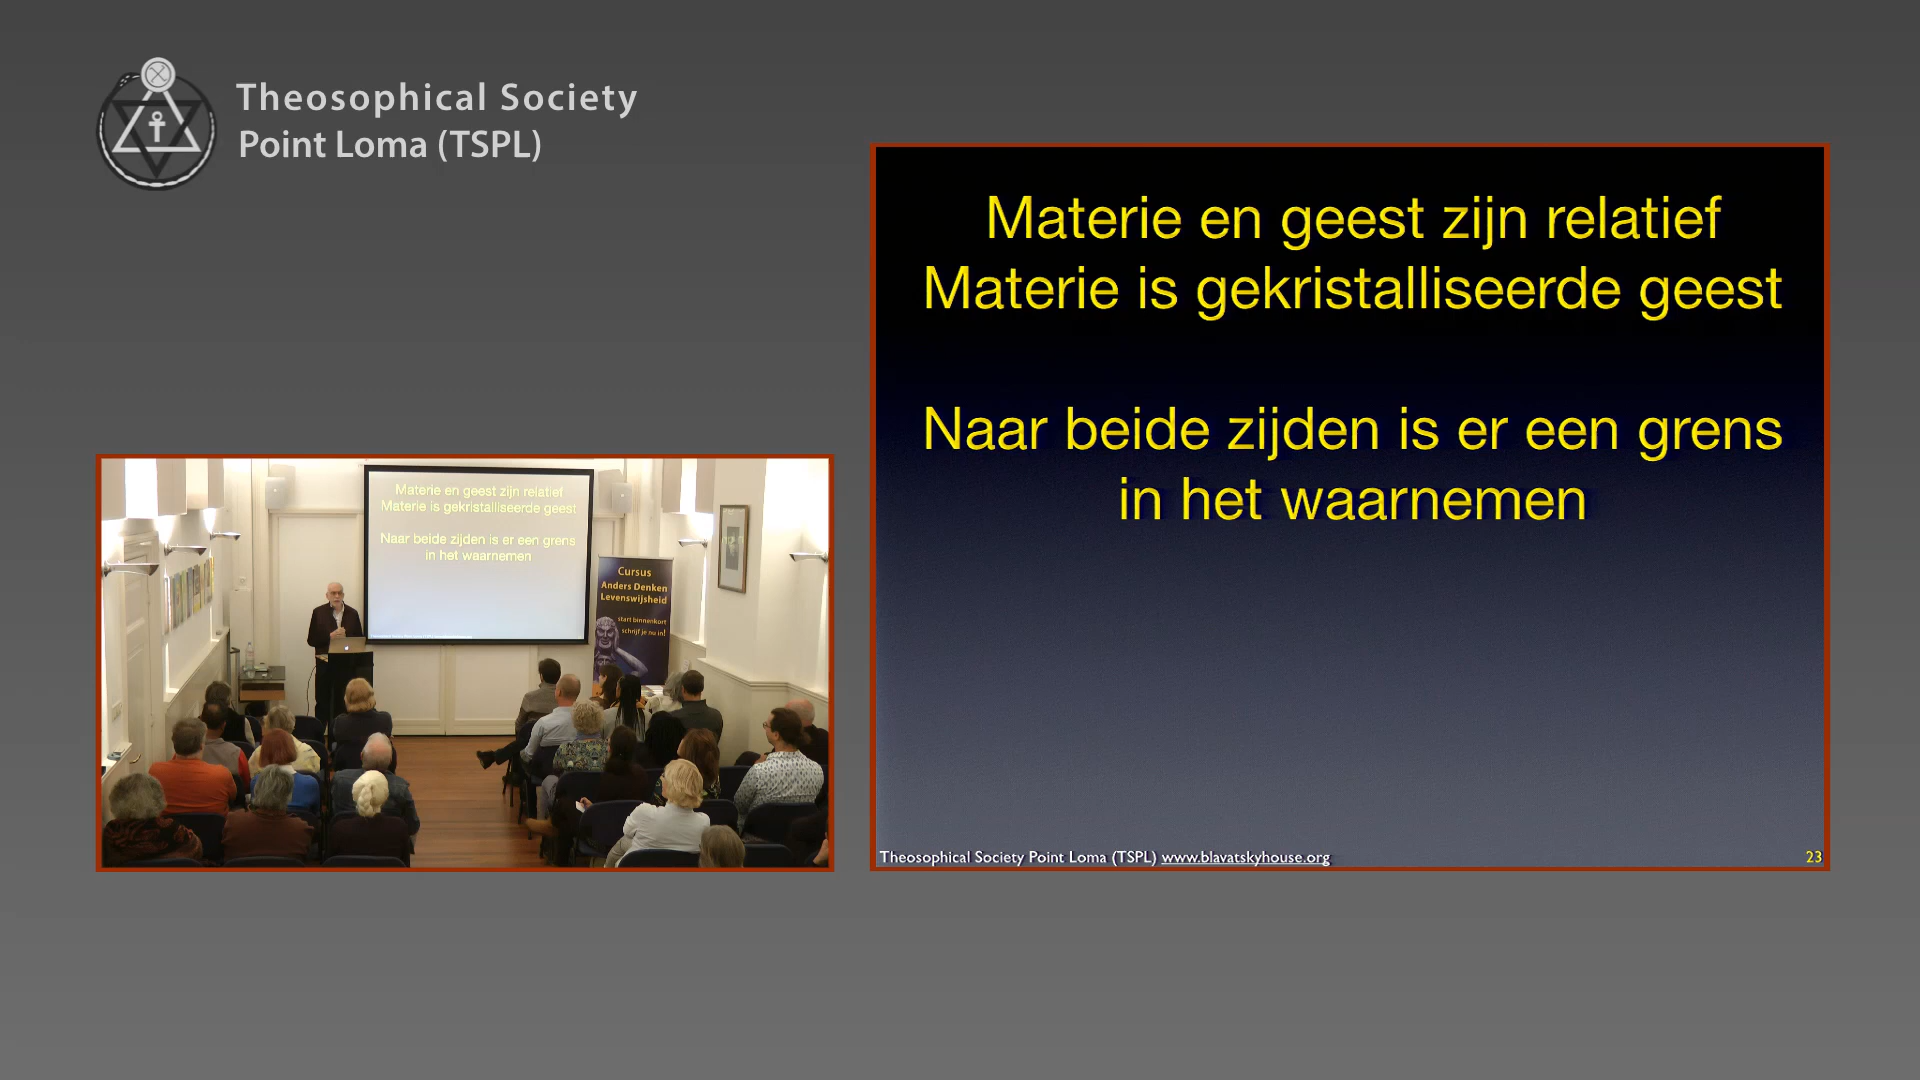 Theosophical Society
Point Loma (TSPL)
Materie en geest zijn relatief
Materie is gekristalliseerde geest
Naar beide zijden is er een grens
in het waarnemen
Theosophical Society Point Loma (TSPL) www.blavatskyhouse.org
23
Materie en geest zijn relatief
Materie is gekristalliseerde geest
Naar beide zijden is er een grens
in het waarnemen
Cursus
Anders Denken
Levenswijsheid
start binnenkort
schrijf je nu in!